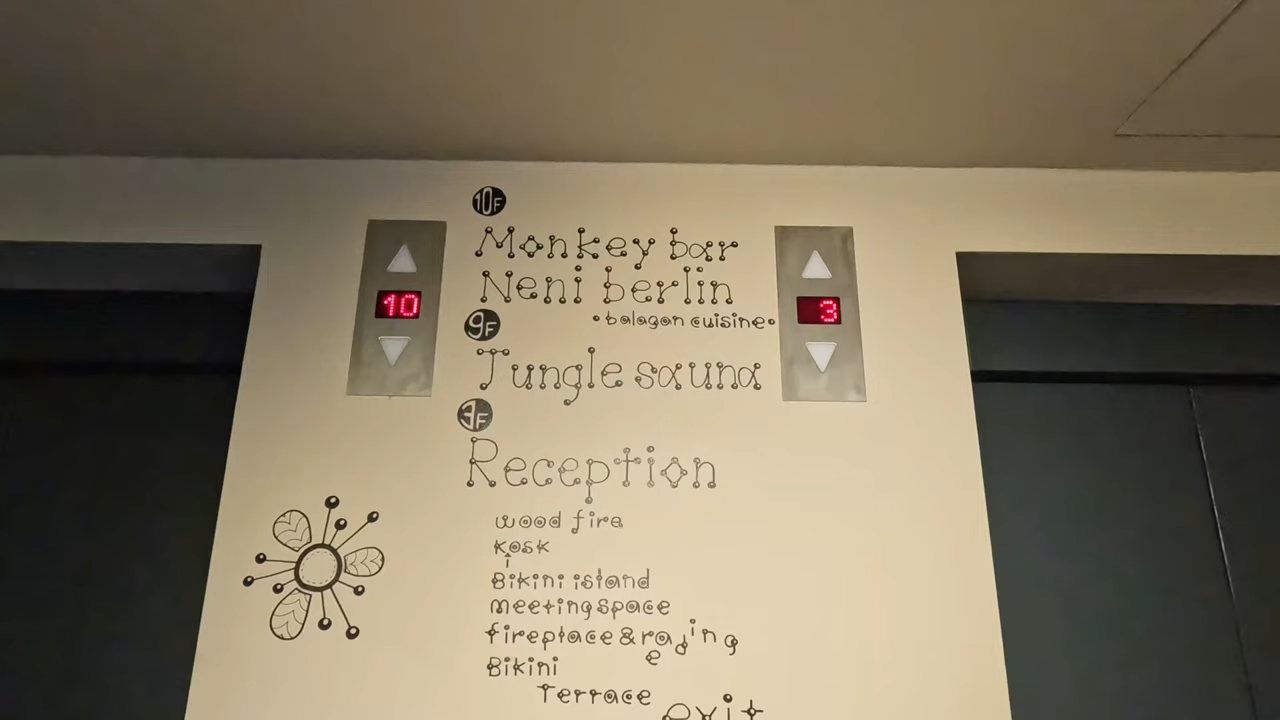 10F
Monkey bar
10
Neni berlin
3
•balagan cuisine•
9F
Jungle sauna
3F
Reception
wood fire
kiosk
Bikini island
meeting space
fireplace & reading
Bikini
Terrace
exit